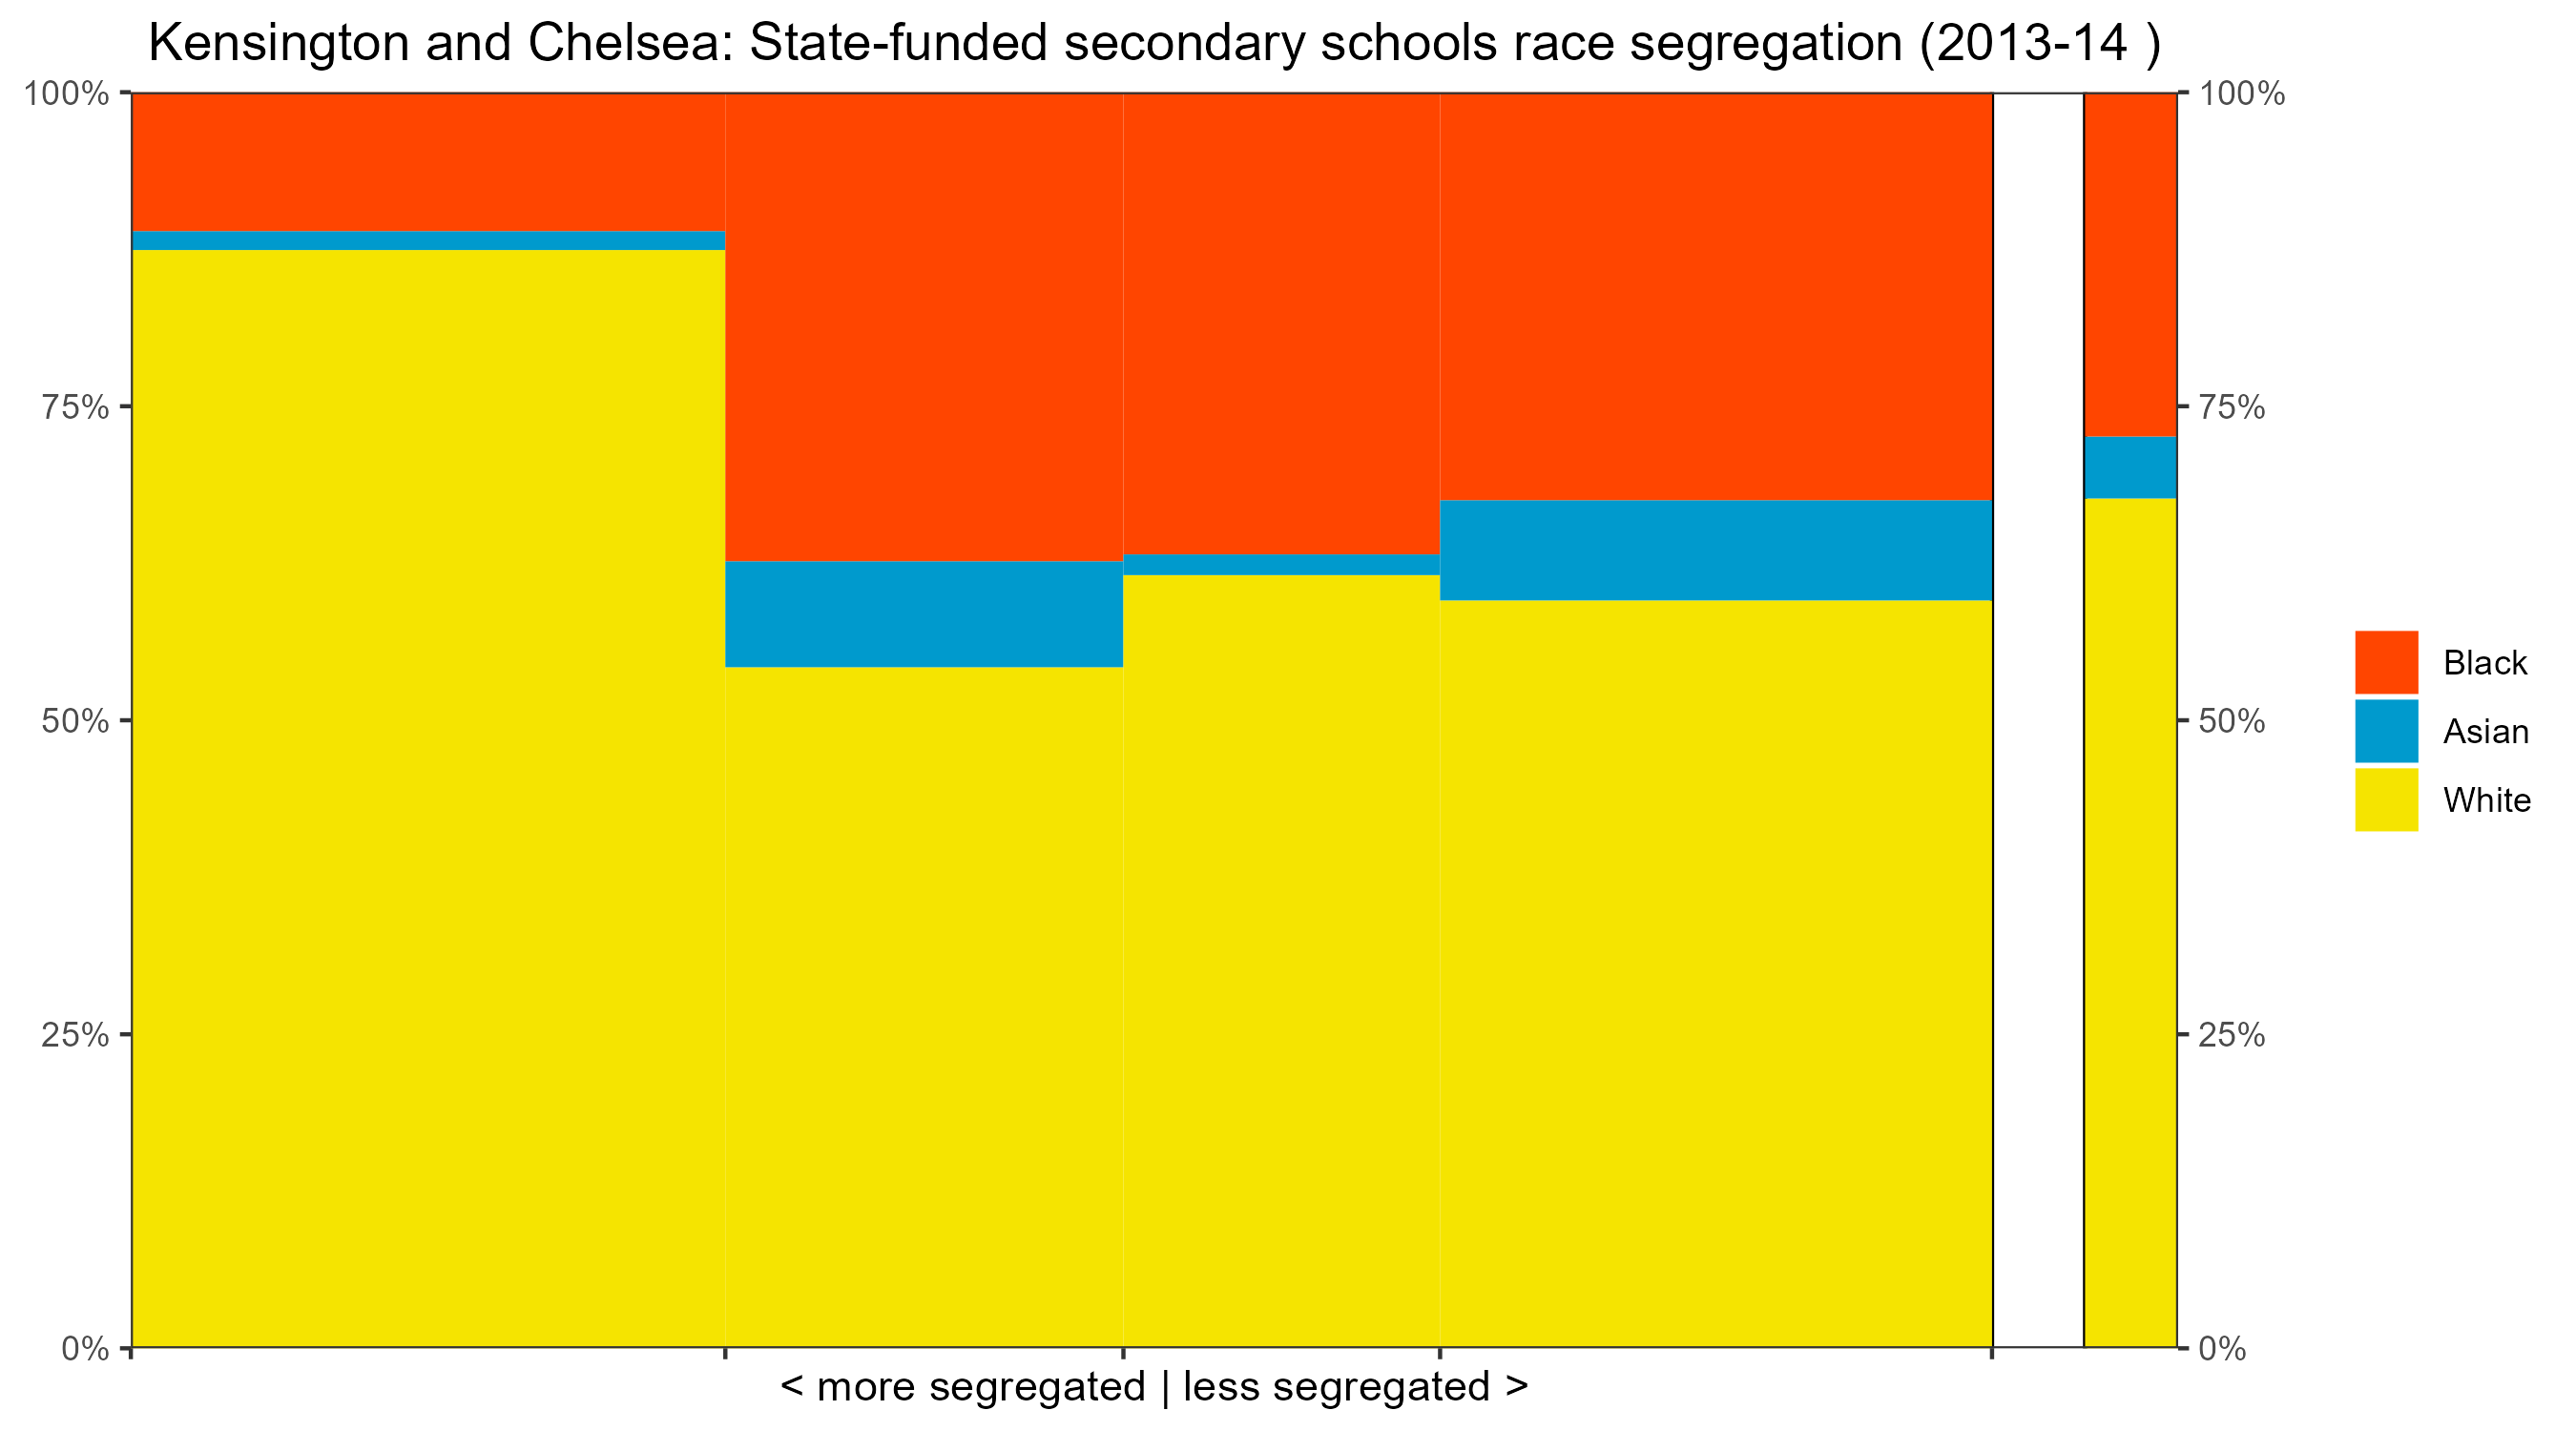 Kensington and Chelsea: State-funded secondary schools race segregation (2013-14 )
100%
75%
50%
25%
0%
100%
75%
50%
25%
0%
Black
Asian
White
< more segregated | less segregated >